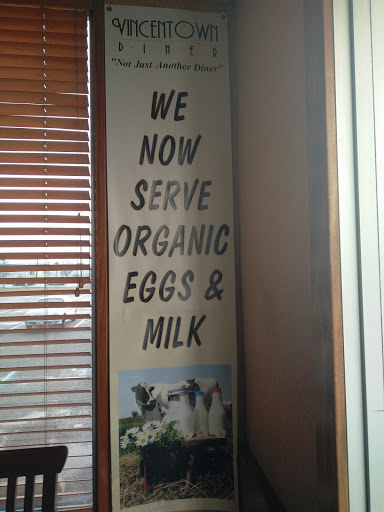 VINCENTOWN
DINER
"Not Just Another Diner"
WE
NOW
SERVE
ORGANIC
EGGS &
MILK